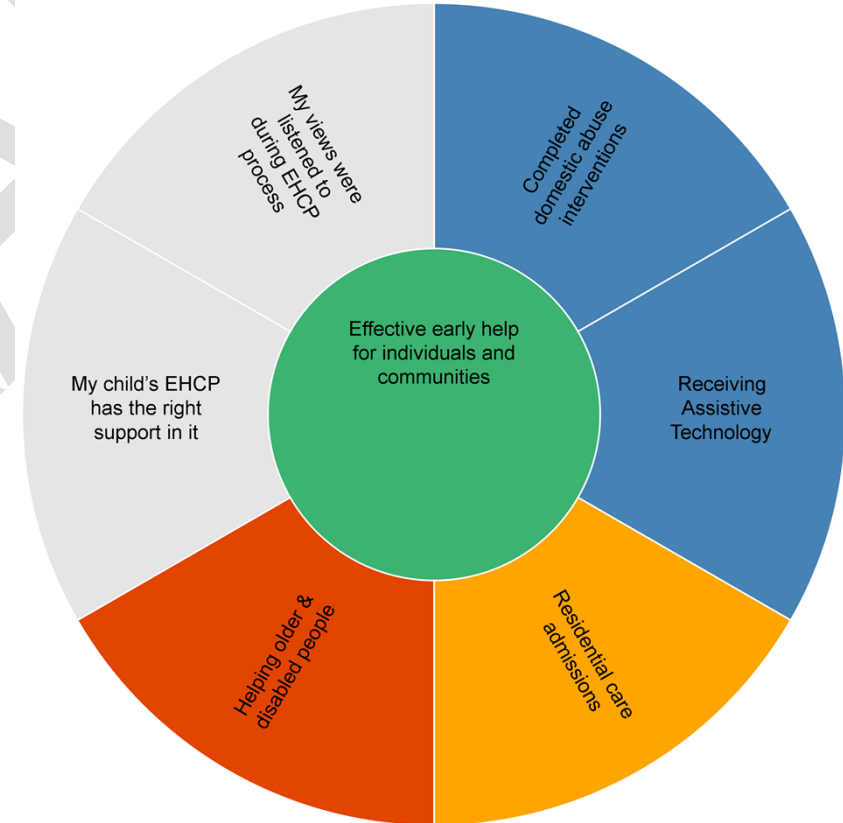 My views were
listened to
during EHCP
process
Completed
domestic abuse
interventions
Effective early help
for individuals and
communities
My child’s EHCP
has the right
support in it
Receiving
Assistive
Technology
Helping older &
disabled people
Residential care
admissions